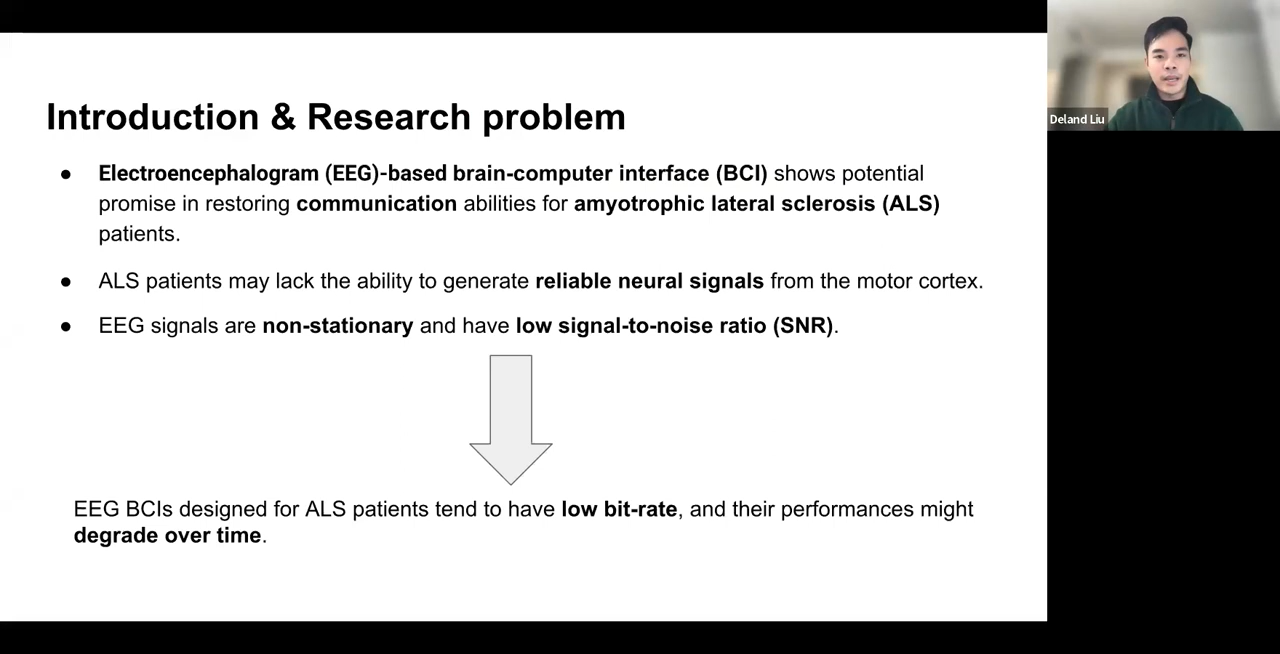 Introduction & Research problem
● Electroencephalogram (EEG)-based brain-computer interface (BCI) shows potential
promise in restoring communication abilities for amyotrophic lateral sclerosis (ALS)
patients.
● ALS patients may lack the ability to generate reliable neural signals from the motor cortex.
● EEG signals are non-stationary and have low signal-to-noise ratio (SNR).
EEG BCIs designed for ALS patients tend to have low bit-rate, and their performances might
degrade over time.
Deland Liu